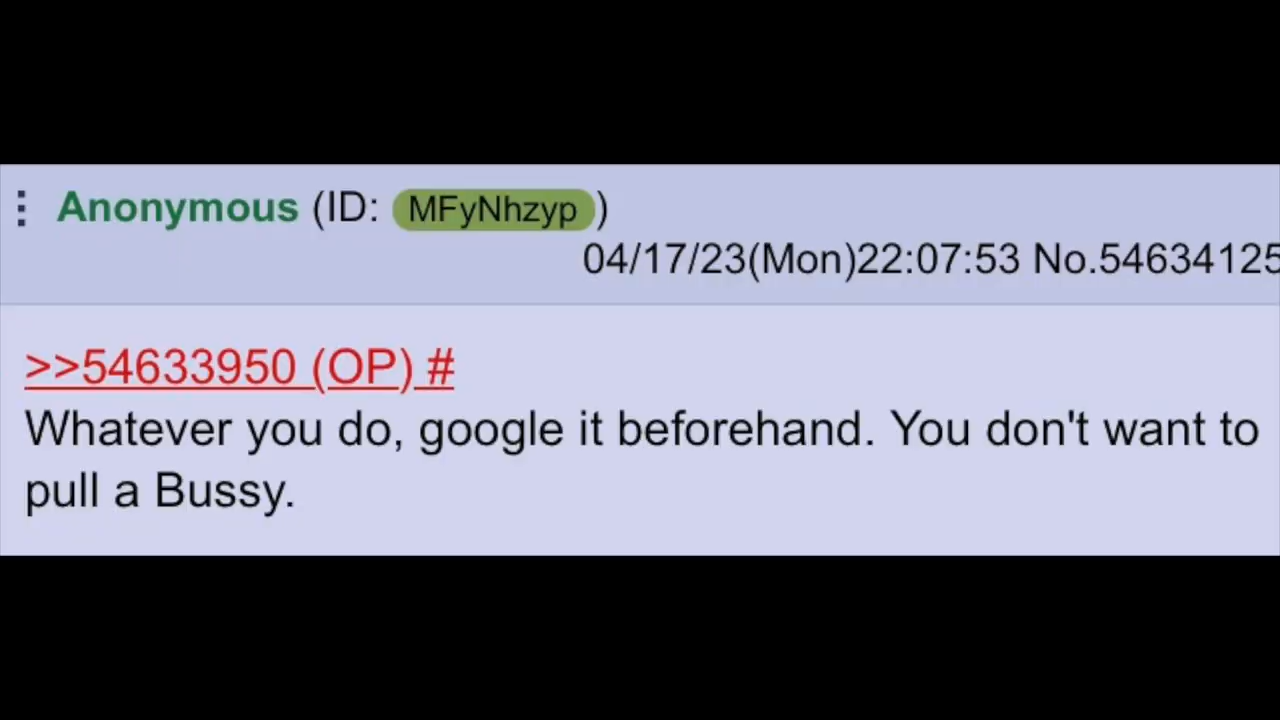 Anonymous (ID: MFyNhzyp)
04/17/23(Mon)22:07:53 No.54634125
>>54633950 (OP) #
Whatever you do, google it beforehand. You don't want to
pull a Bussy.